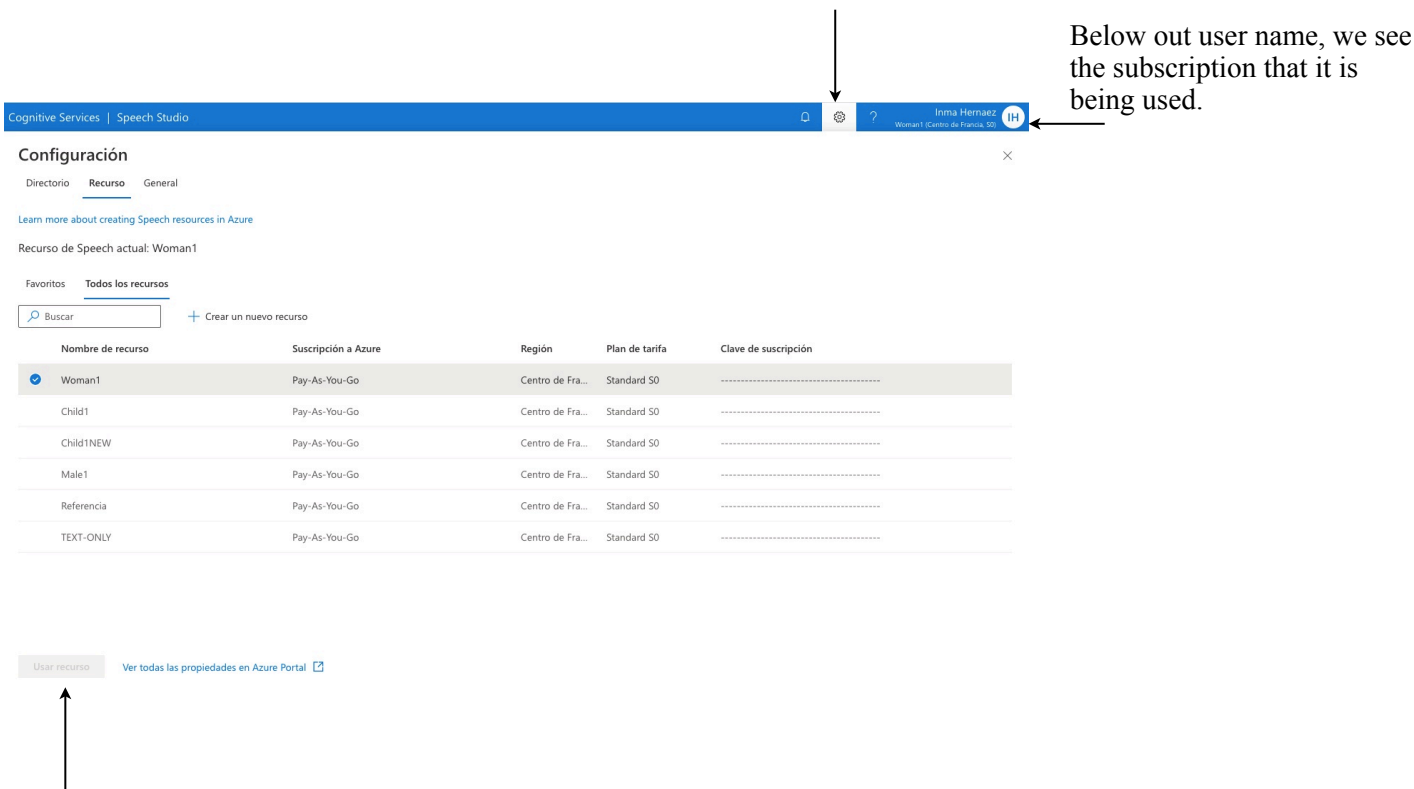 Below out user name, we see
the subscription that it is
being used.
Cognitive Services | Speech Studio
? Inma Hernaez
Woman1 (Centro de Francia, S0) IH
Configuración
Directorio Recurso General
Learn more about creating Speech resources in Azure
Recurso de Speech actual: Woman1
Favoritos Todos los recursos
Buscar + Crear un nuevo recurso
Nombre de recurso Suscripción a Azure Región Plan de tarifa Clave de suscripción
Woman1 Pay-As-You-Go Centro de Fra... Standard S0 ----------------------------------------
Child1 Pay-As-You-Go Centro de Fra... Standard S0 ----------------------------------------
Child1NEW Pay-As-You-Go Centro de Fra... Standard S0 ----------------------------------------
Male1 Pay-As-You-Go Centro de Fra... Standard S0 ----------------------------------------
Referencia Pay-As-You-Go Centro de Fra... Standard S0 ----------------------------------------
TEXT-ONLY Pay-As-You-Go Centro de Fra... Standard S0 ----------------------------------------
Usar recurso Ver todas las propiedades en Azure Portal